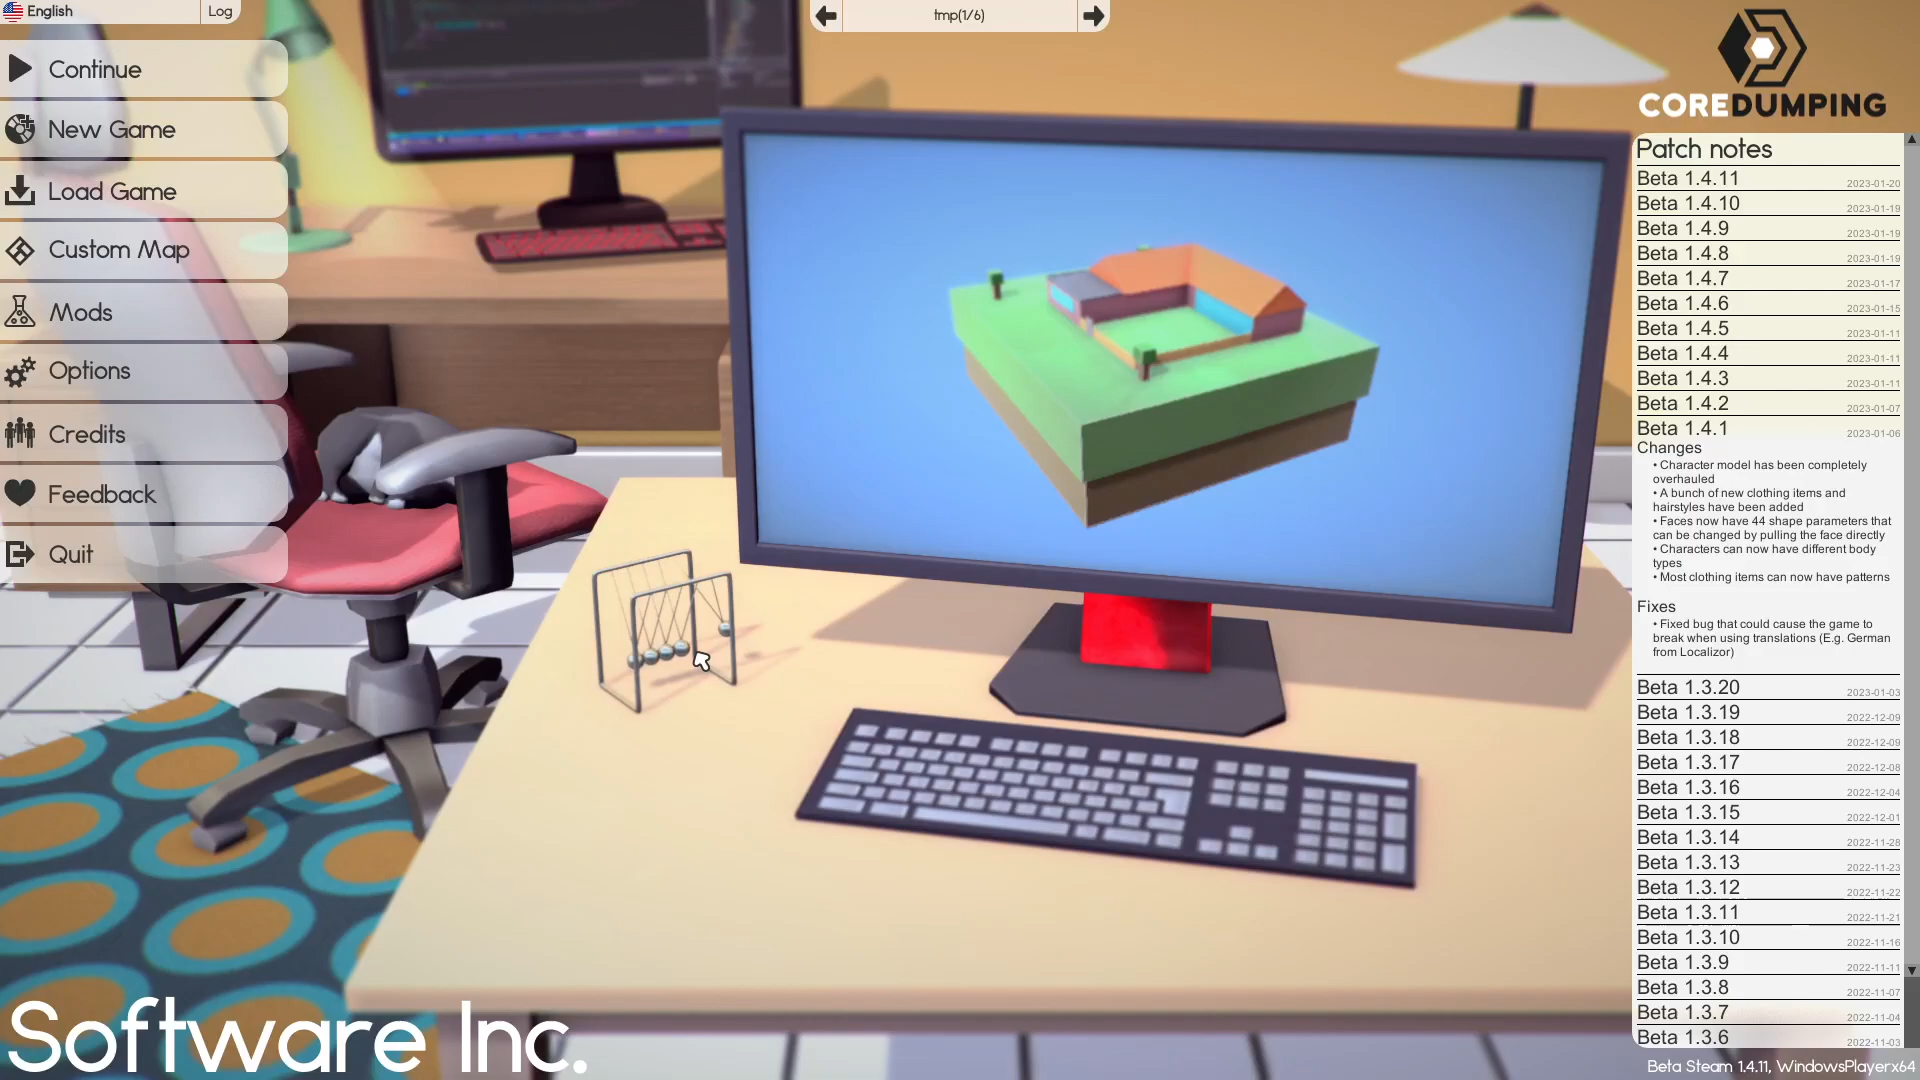 English
Log
tmp(1/6)
Continue
New Game
Load Game
Custom Map
Mods
Options
Credits
Feedback
Quit
COREDUMPING
Patch notes
Beta 1.4.11 2023-01-20
Beta 1.4.10 2023-01-19
Beta 1.4.9 2023-01-19
Beta 1.4.8 2023-01-19
Beta 1.4.7 2023-01-17
Beta 1.4.6 2023-01-15
Beta 1.4.5 2023-01-11
Beta 1.4.4 2023-01-11
Beta 1.4.3 2023-01-11
Beta 1.4.2 2023-01-07
Beta 1.4.1 2023-01-06
Changes
• Character model has been completely
overhauled
• A bunch of new clothing items and
hairstyles have been added
• Faces now have 44 shape parameters that
can be changed by pulling the face directly
• Characters can now have different body
types
• Most clothing items can now have patterns
Fixes
• Fixed bug that could cause the game to
break when using translations (E.g. German
from Localizor)
Beta 1.3.20 2023-01-03
Beta 1.3.19 2022-12-09
Beta 1.3.18 2022-12-09
Beta 1.3.17 2022-12-08
Beta 1.3.16 2022-12-04
Beta 1.3.15 2022-12-01
Beta 1.3.14 2022-11-28
Beta 1.3.13 2022-11-23
Beta 1.3.12 2022-11-22
Beta 1.3.11 2022-11-21
Beta 1.3.10 2022-11-16
Beta 1.3.9 2022-11-11
Beta 1.3.8 2022-11-07
Beta 1.3.7 2022-11-04
Beta 1.3.6 2022-11-03
Software Inc.
Beta Steam 1.4.11, WindowsPlayerx64